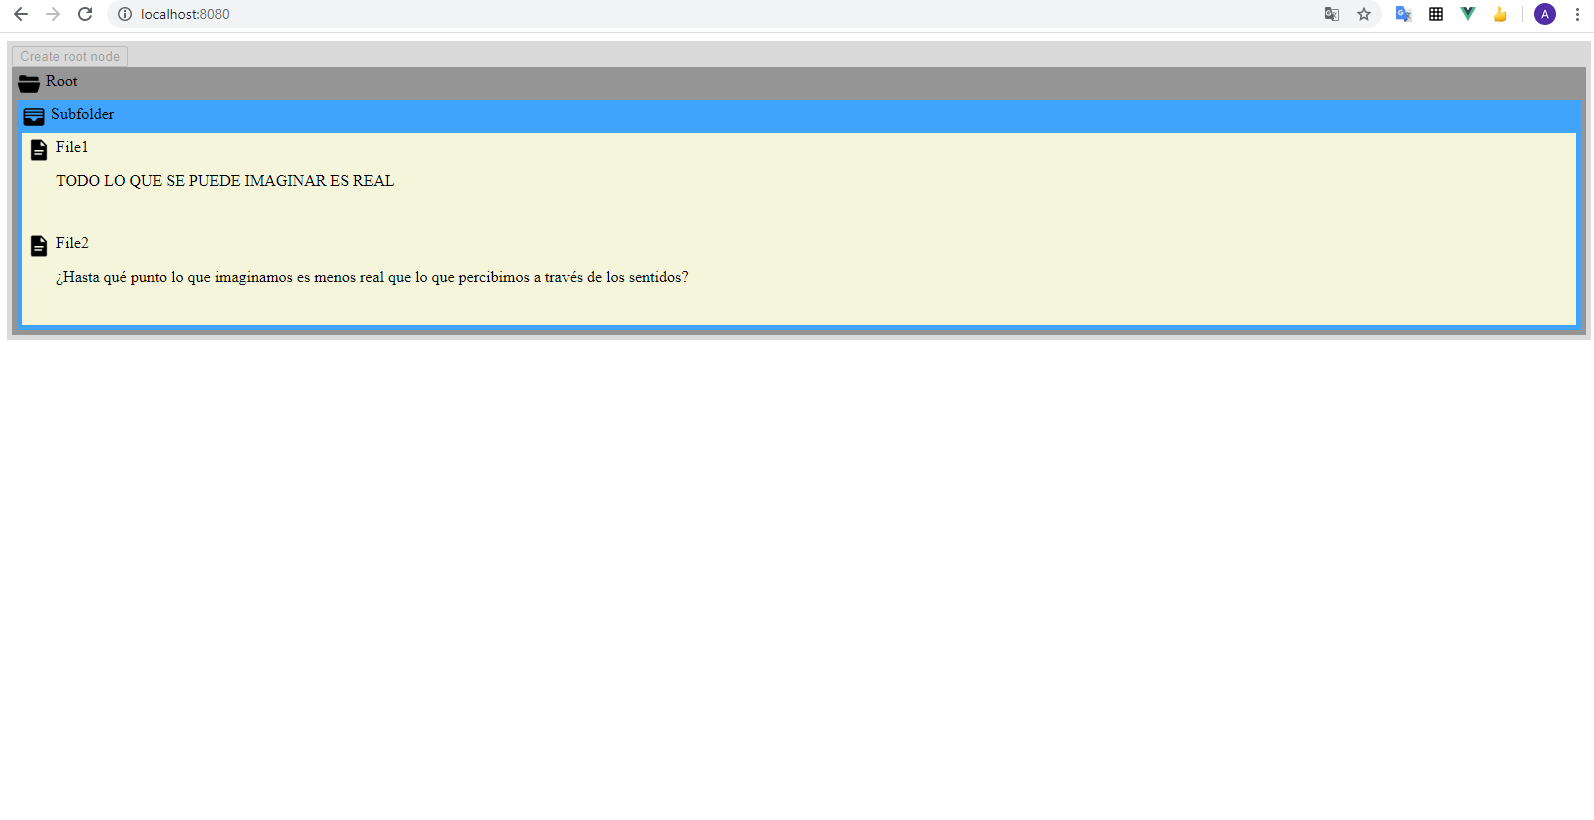 localhost:8080
A
Create root node
Root
Subfolder
File1
TODO LO QUE SE PUEDE IMAGINAR ES REAL
File2
¿Hasta qué punto lo que imaginamos es menos real que lo que percibimos a través de los sentidos?